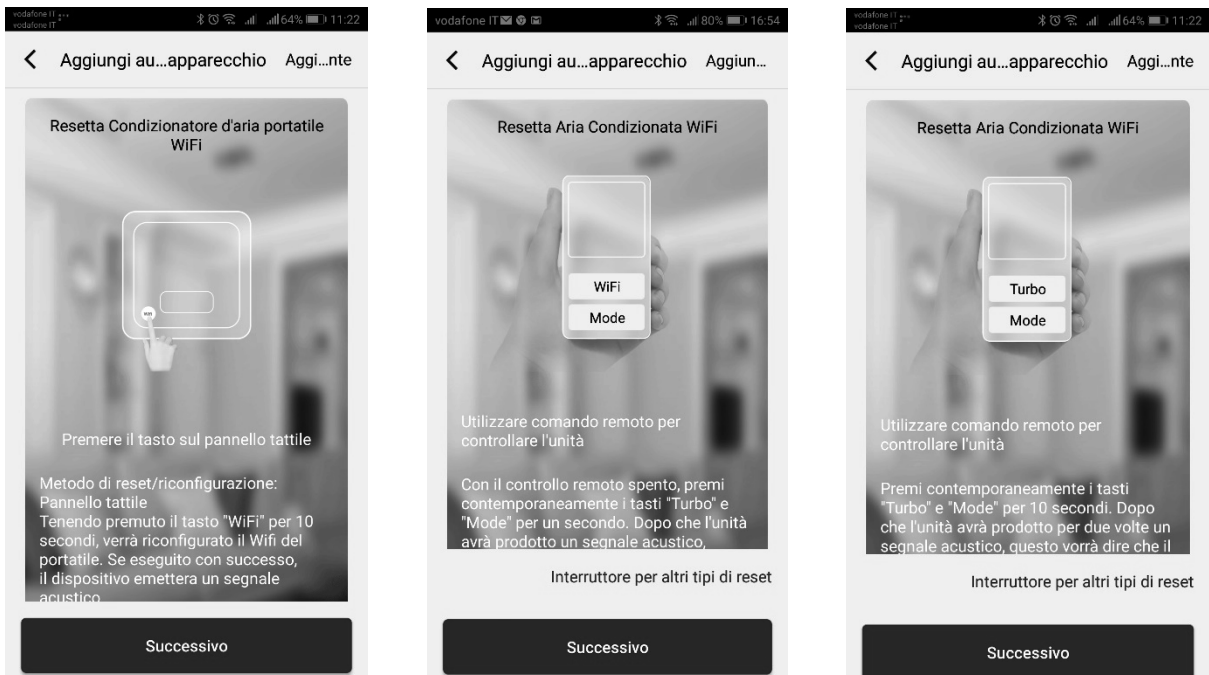 vodafone IT
vodafone IT
64% 11:22
Aggiungi au...apparecchio Aggi...nte
Resetta Condizionatore d'aria portatile
WiFi
WiFi
Premere il tasto sul pannello tattile
Metodo di reset/riconfigurazione:
Pannello tattile
Tenendo premuto il tasto "WiFi" per 10
secondi, verrà riconfigurato il Wifi del
portatile. Se eseguito con successo,
il dispositivo emettera un segnale
acustico
Successivo
vodafone IT 80% 16:54
Aggiungi au...apparecchio Aggiun...
Resetta Aria Condizionata WiFi
WiFi
Mode
Utilizzare comando remoto per
controllare l'unità
Con il controllo remoto spento, premi
contemporaneamente i tasti "Turbo" e
"Mode" per un secondo. Dopo che l'unità
avrà prodotto un segnale acustico,
Interruttore per altri tipi di reset
Successivo
vodafone IT
vodafone IT
64% 11:22
Aggiungi au...apparecchio Aggi...nte
Resetta Aria Condizionata WiFi
Turbo
Mode
Utilizzare comando remoto per
controllare l'unità
Premi contemporaneamente i tasti
"Turbo" e "Mode" per 10 secondi. Dopo
che l'unità avrà prodotto per due volte un
segnale acustico, questo vorrà dire che il
Interruttore per altri tipi di reset
Successivo